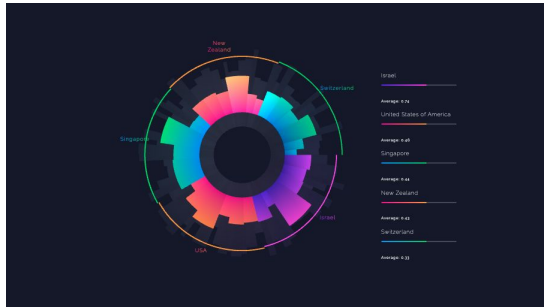 New
Zealand
Switzerland
Singapore
Israel
USA
Israel
Average: 0.74
United States of America
Average: 0.48
Singapore
Average: 0.44
New Zealand
Average: 0.43
Switzerland
Average: 0.33